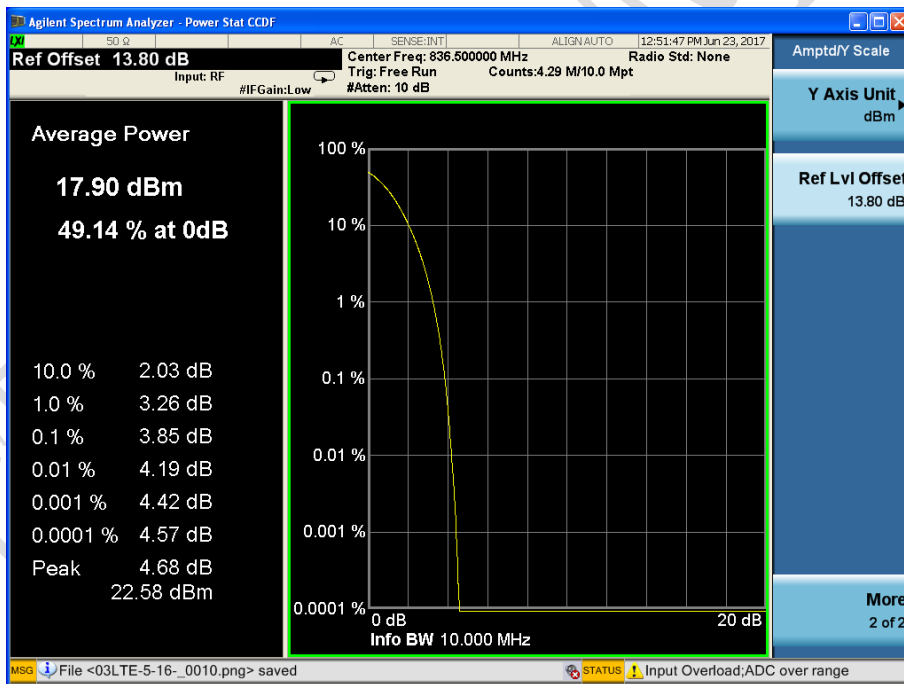 Agilent Spectrum Analyzer - Power Stat CCDF
LXI 50 Ω AC SENSE:INT ALIGN AUTO 12:51:47 PM Jun 23, 2017
Ref Offset 13.80 dB
Input: RF
#IFGain:Low
Center Freq: 836.500000 MHz
Trig: Free Run
#Atten: 10 dB
Counts:4.29 M/10.0 Mpt
Radio Std: None
Average Power
17.90 dBm
49.14 % at 0dB
10.0 % 2.03 dB
1.0 % 3.26 dB
0.1 % 3.85 dB
0.01 % 4.19 dB
0.001 % 4.42 dB
0.0001 % 4.57 dB
Peak 4.68 dB
22.58 dBm
100 %
10 %
1 %
0.1 %
0.01 %
0.001 %
0.0001 %
0 dB 20 dB
Info BW 10.000 MHz
Amptd/Y Scale
Y Axis Unit
dBm
Ref Lvl Offset
13.80 dB
More
2 of 2
MSG File <03LTE-5-16-_0010.png> saved
STATUS Input Overload;ADC over range